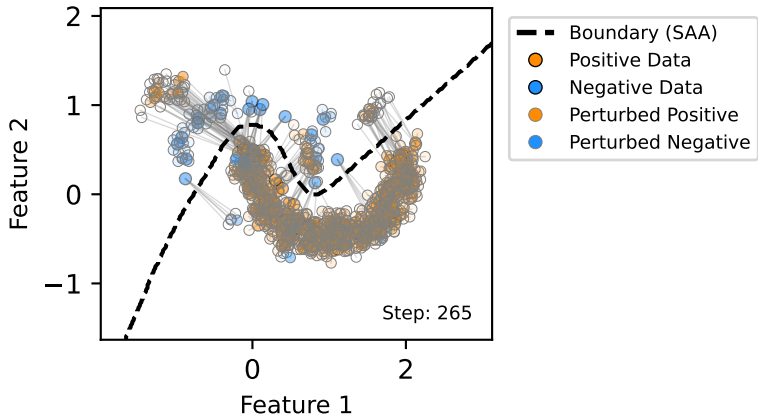 2
1
0
−1
Feature 2
0
2
Feature 1
Step: 265
Boundary (SAA)
Positive Data
Negative Data
Perturbed Positive
Perturbed Negative